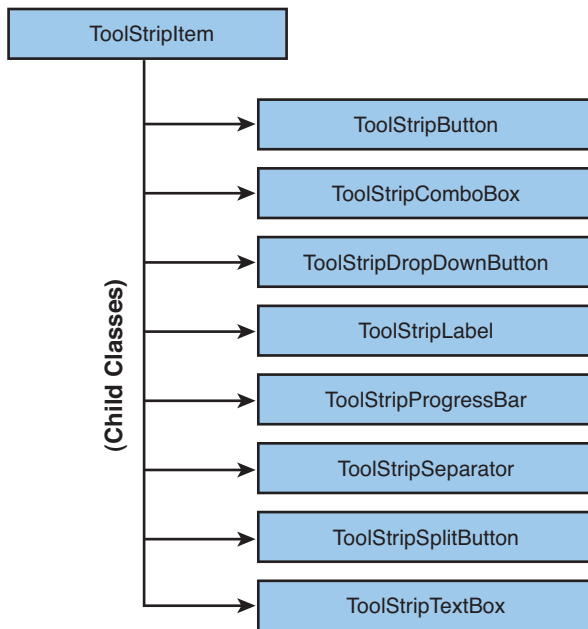 ToolStripItem
ToolStripButton
ToolStripComboBox
ToolStripDropDownButton
ToolStripLabel
ToolStripProgressBar
ToolStripSeparator
ToolStripSplitButton
ToolStripTextBox
(Child Classes)